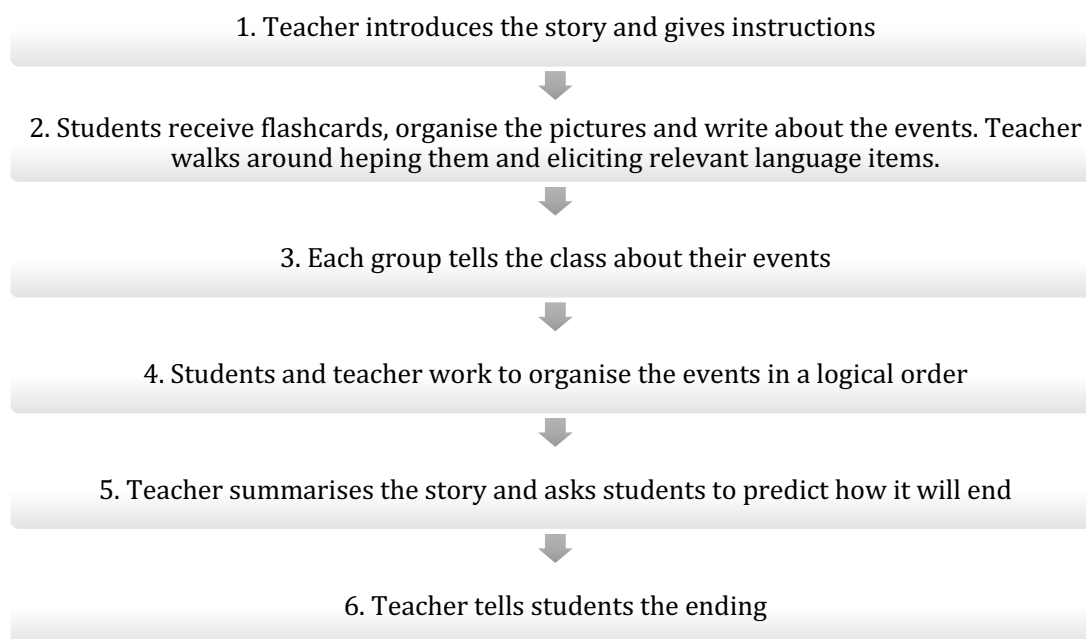 1. Teacher introduces the story and gives instructions
2. Students receive flashcards, organise the pictures and write about the events. Teacher
walks around heping them and eliciting relevant language items.
3. Each group tells the class about their events
4. Students and teacher work to organise the events in a logical order
5. Teacher summarises the story and asks students to predict how it will end
6. Teacher tells students the ending